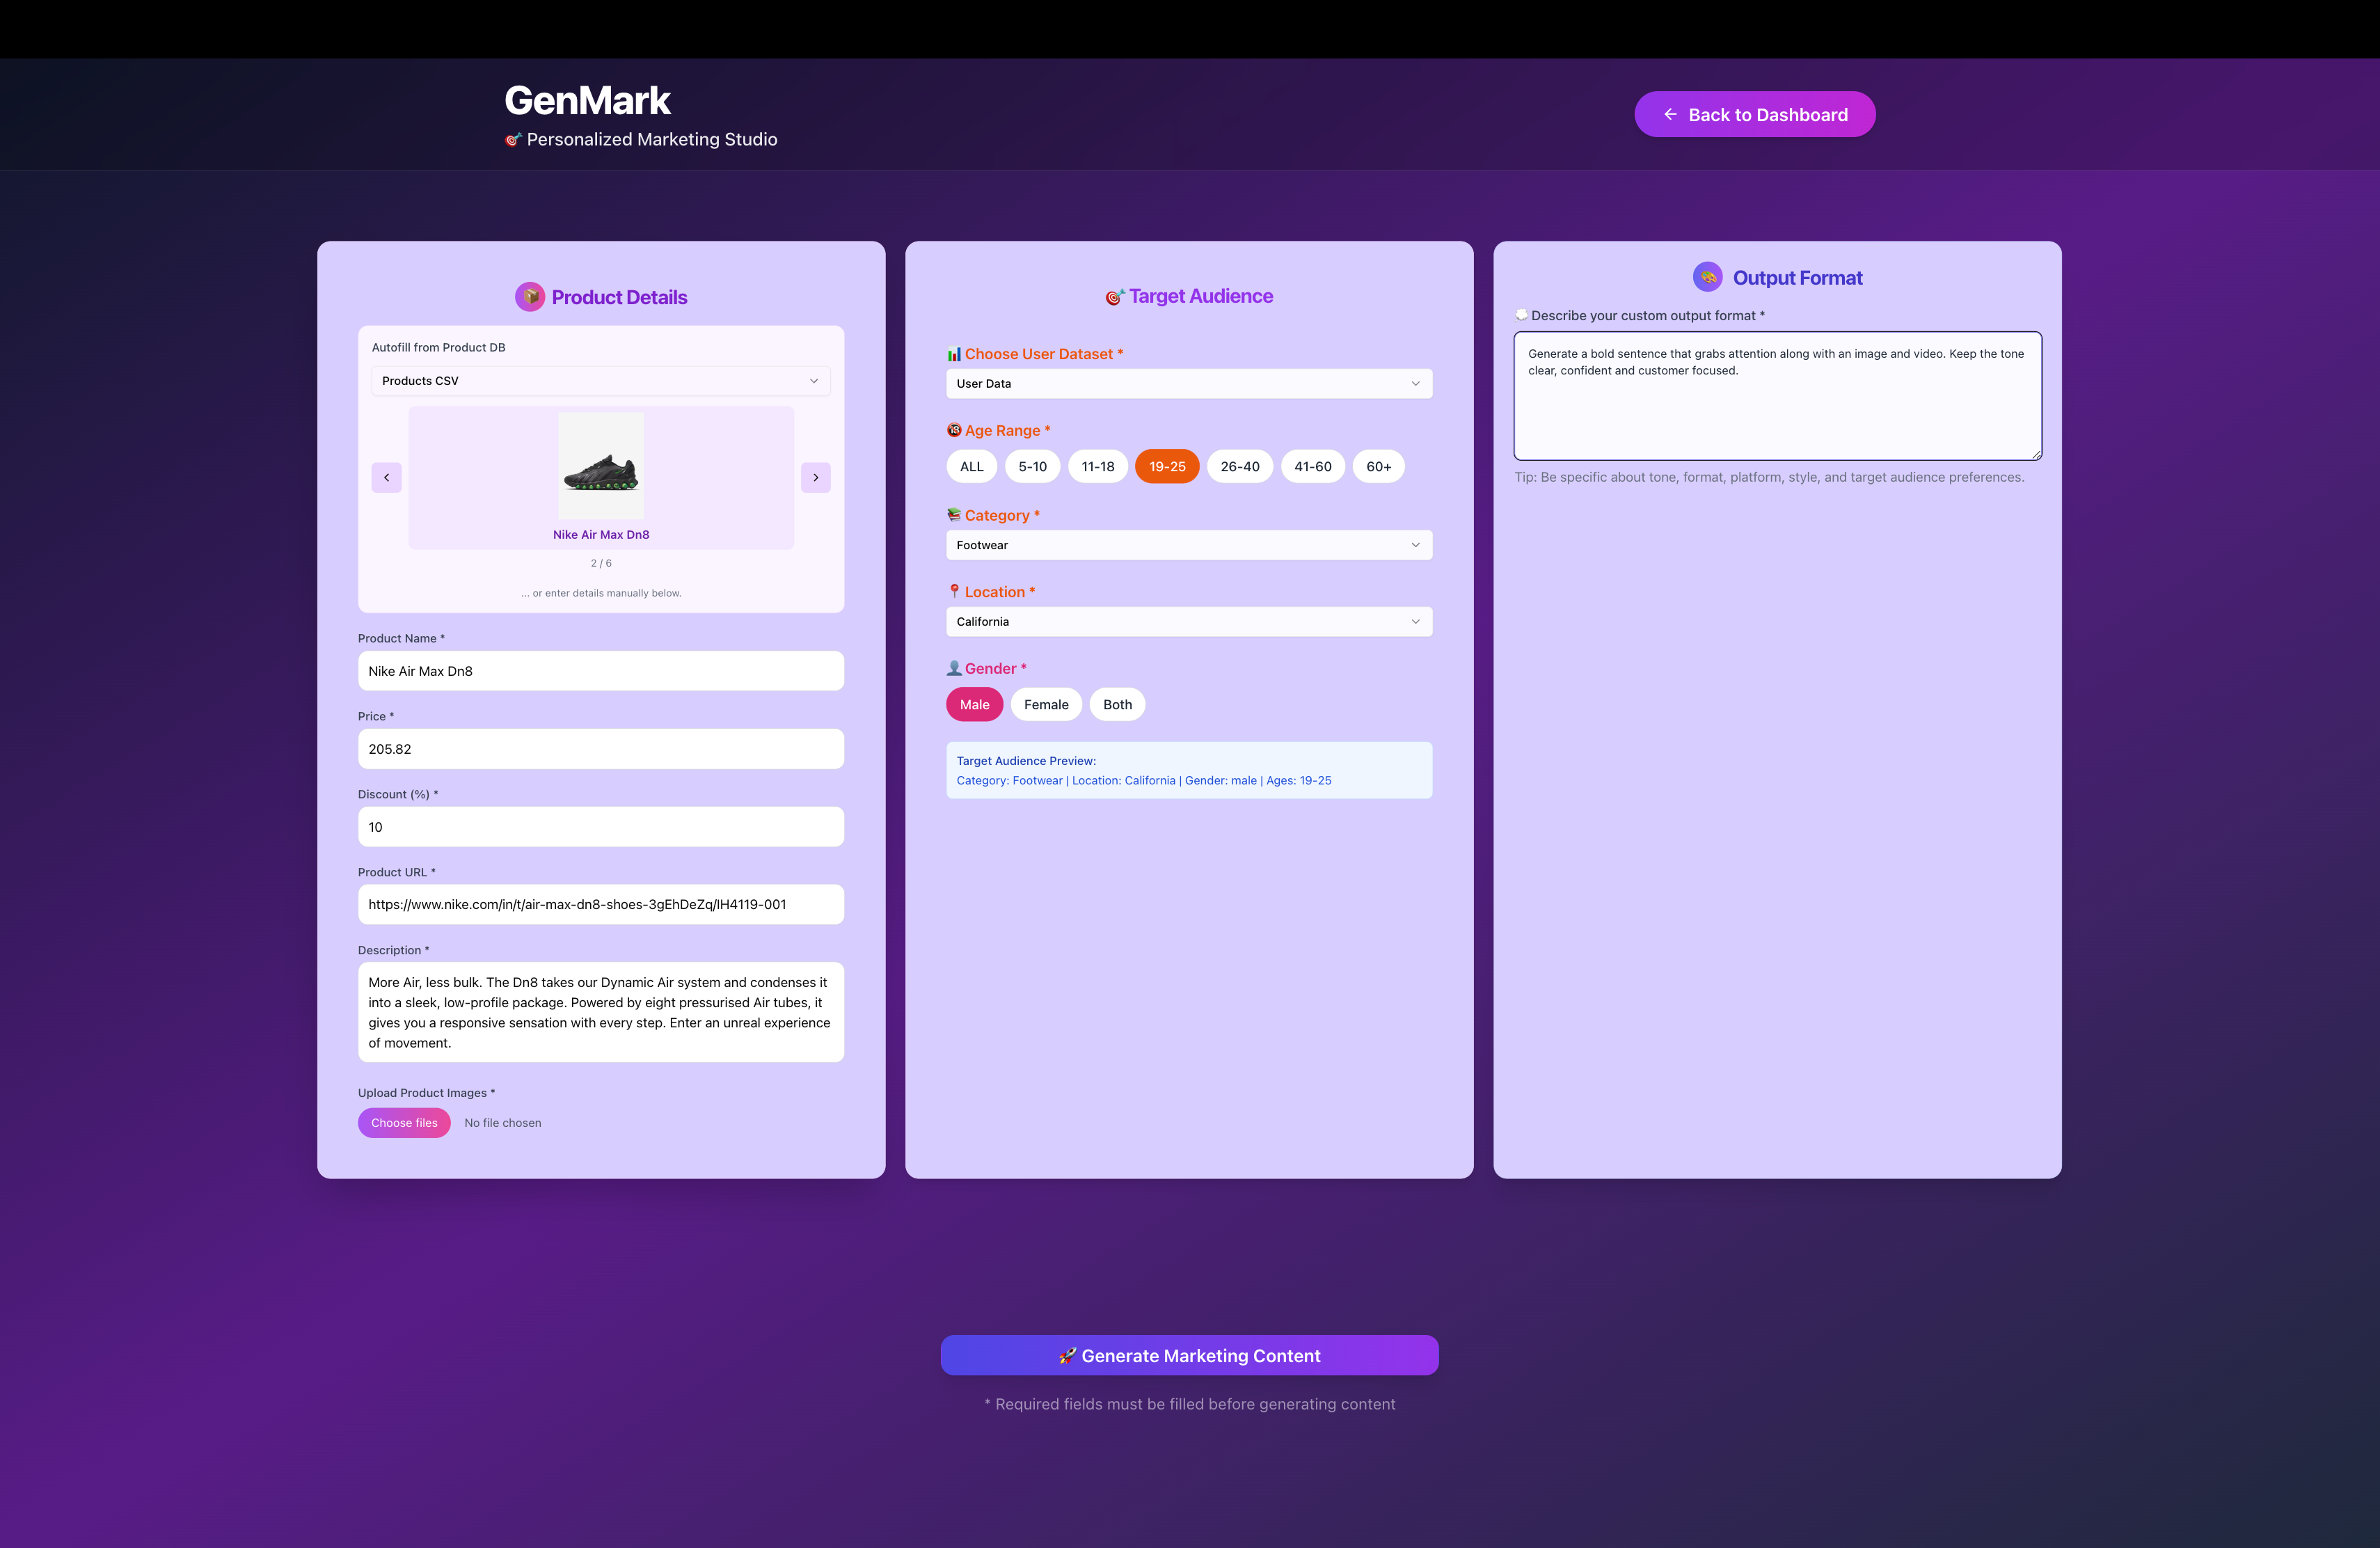 GenMark
🎯 Personalized Marketing Studio
← Back to Dashboard
📦 Product Details
Autofill from Product DB
Products CSV
Nike Air Max Dn8
2 / 6
... or enter details manually below.
Product Name *
Nike Air Max Dn8
Price *
205.82
Discount (%) *
10
Product URL *
https://www.nike.com/in/t/air-max-dn8-shoes-3gEhDeZq/IH4119-001
Description *
More Air, less bulk. The Dn8 takes our Dynamic Air system and condenses it
into a sleek, low-profile package. Powered by eight pressurised Air tubes, it
gives you a responsive sensation with every step. Enter an unreal experience
of movement.
Upload Product Images *
Choose files No file chosen
🎯 Target Audience
📊 Choose User Dataset *
User Data
🔞 Age Range *
ALL 5-10 11-18 19-25 26-40 41-60 60+
📚 Category *
Footwear
📍 Location *
California
👤 Gender *
Male Female Both
Target Audience Preview:
Category: Footwear | Location: California | Gender: male | Ages: 19-25
🎨 Output Format
💭 Describe your custom output format *
Generate a bold sentence that grabs attention along with an image and video. Keep the tone
clear, confident and customer focused.
Tip: Be specific about tone, format, platform, style, and target audience preferences.
🚀 Generate Marketing Content
* Required fields must be filled before generating content